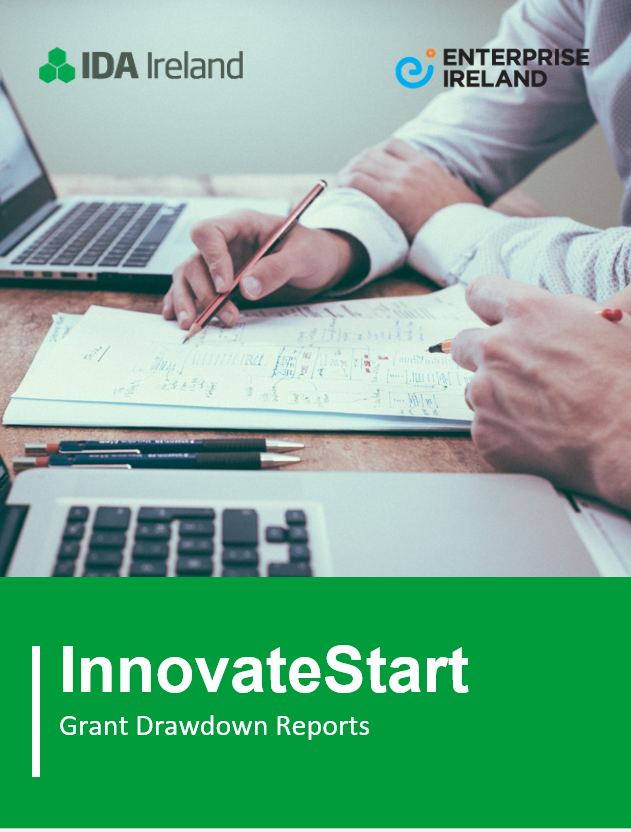 IDA Ireland
ENTERPRISE
IRELAND
InnovateStart
Grant Drawdown Reports